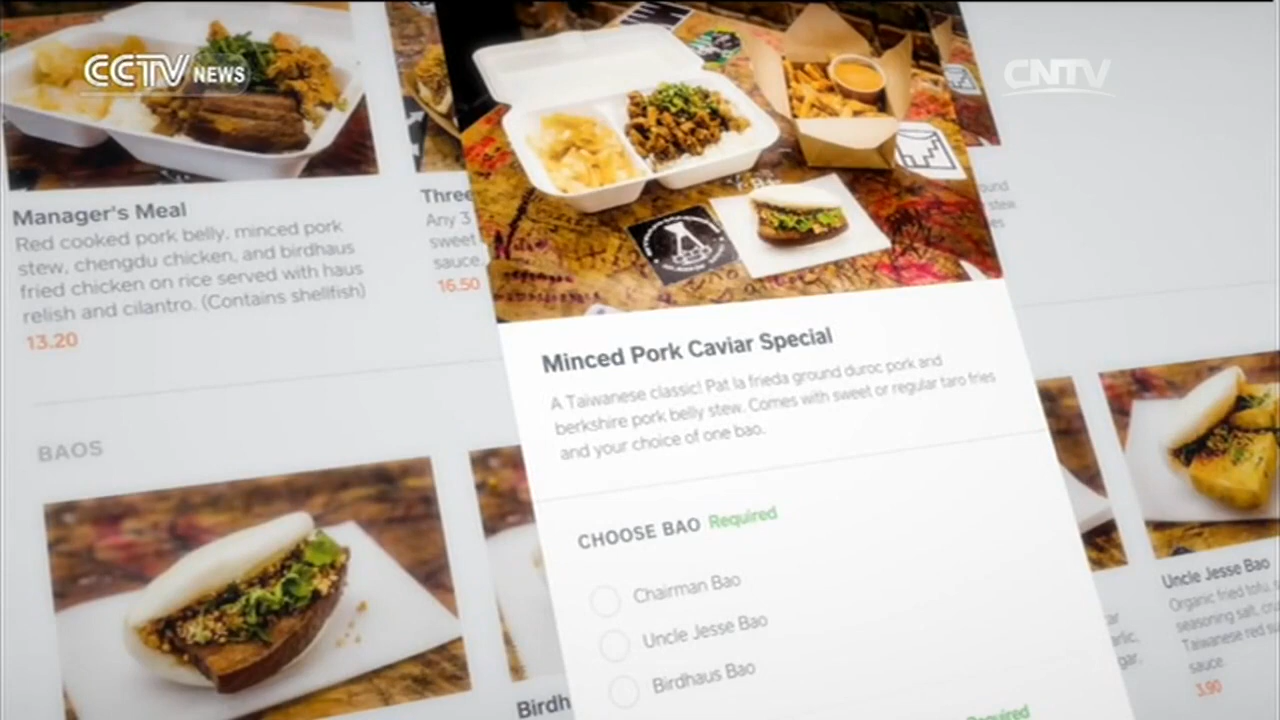 CCTV NEWS
CNTV
Manager's Meal
Red cooked pork belly, minced pork
stew, chengdu chicken, and birdhaus
fried chicken on rice served with haus
relish and cilantro. (Contains shellfish)
13.20
Three
Any 3
sweet
sauce
16.50
Minced Pork Caviar Special
A Taiwanese classic! Pat la frieda ground duroc pork and
berkshire pork belly stew. Comes with sweet or regular taro fries
and your choice of one bao.
CHOOSE BAO Required
Chairman Bao
Uncle Jesse Bao
Birdhaus Bao
Required
BAOS
Birdh
Uncle Jesse Bao
Organic fried tofu,
seasoning salt,
Taiwanese red
sauce.
3.90